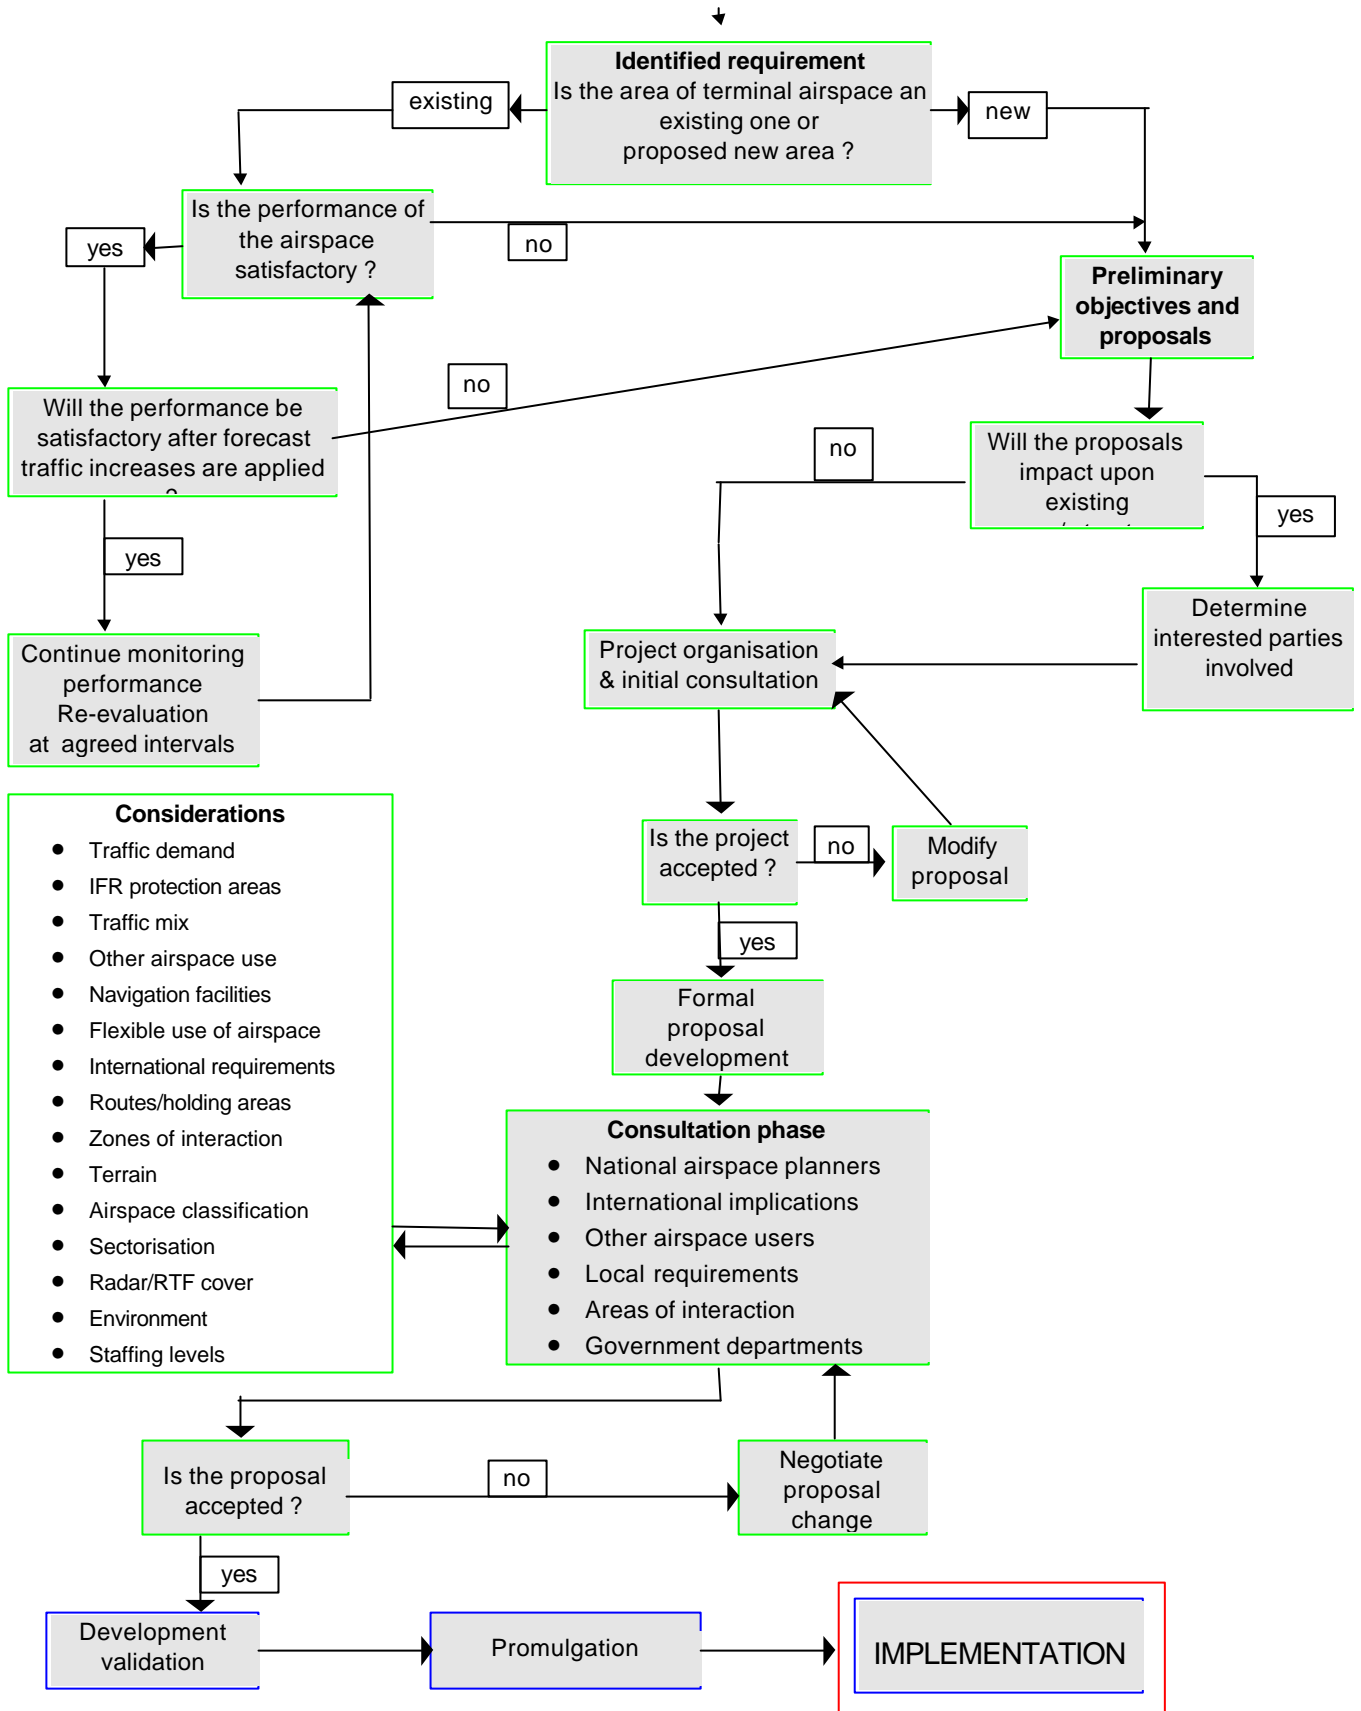 Identified requirement
Is the area of terminal airspace an
existing one or
proposed new area ?
existing
new
Is the performance of
the airspace
satisfactory ?
yes
no
Preliminary
objectives and
proposals
Will the performance be
satisfactory after forecast
traffic increases are applied
?
no
yes
Will the proposals
impact upon
existing
no
yes
Continue monitoring
performance
Re-evaluation
at agreed intervals
Determine
interested parties
involved
Project organisation
& initial consultation
Is the project
accepted ?
no
Modify
proposal
yes
Formal
proposal
development
Considerations
● Traffic demand
● IFR protection areas
● Traffic mix
● Other airspace use
● Navigation facilities
● Flexible use of airspace
● International requirements
● Routes/holding areas
● Zones of interaction
● Terrain
● Airspace classification
● Sectorisation
● Radar/RTF cover
● Environment
● Staffing levels
Consultation phase
● National airspace planners
● International implications
● Other airspace users
● Local requirements
● Areas of interaction
● Government departments
Is the proposal
accepted ?
no
Negotiate
proposal
change
yes
Development
validation
Promulgation
IMPLEMENTATION